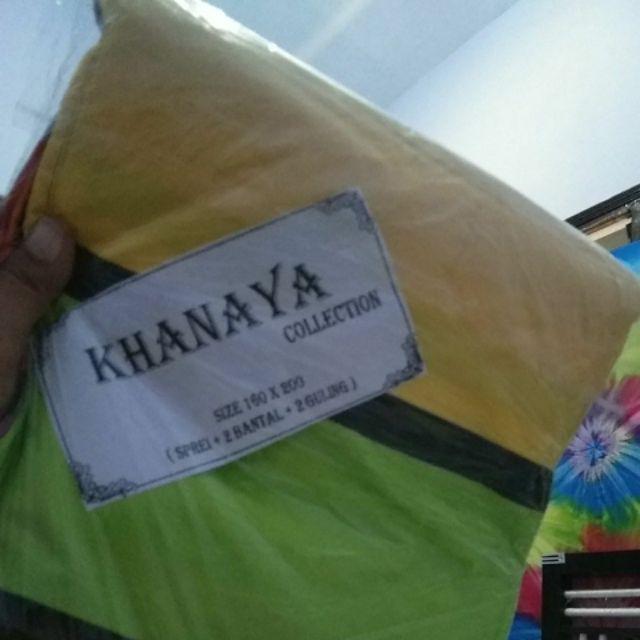 KHANAYA
COLLECTION
SIZE 160 X 200
( SPREI + 2 BANTAL + 2 GULING )